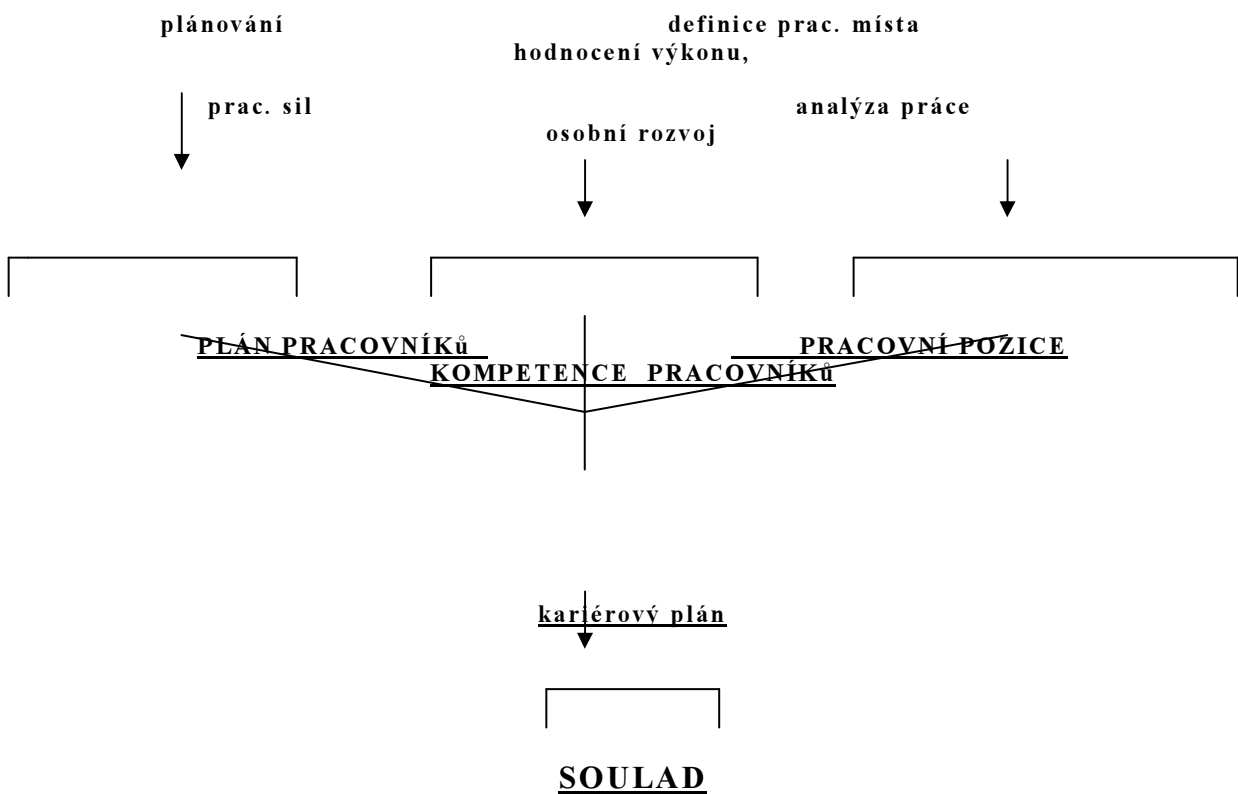 plánování definice prac. místa
hodnocení výkonu,
prac. sil analýza práce
osobní rozvoj
PLÁN PRACOVNÍKů PRACOVNÍ POZICE
KOMPETENCE PRACOVNÍKů
kariérový plán
SOULAD